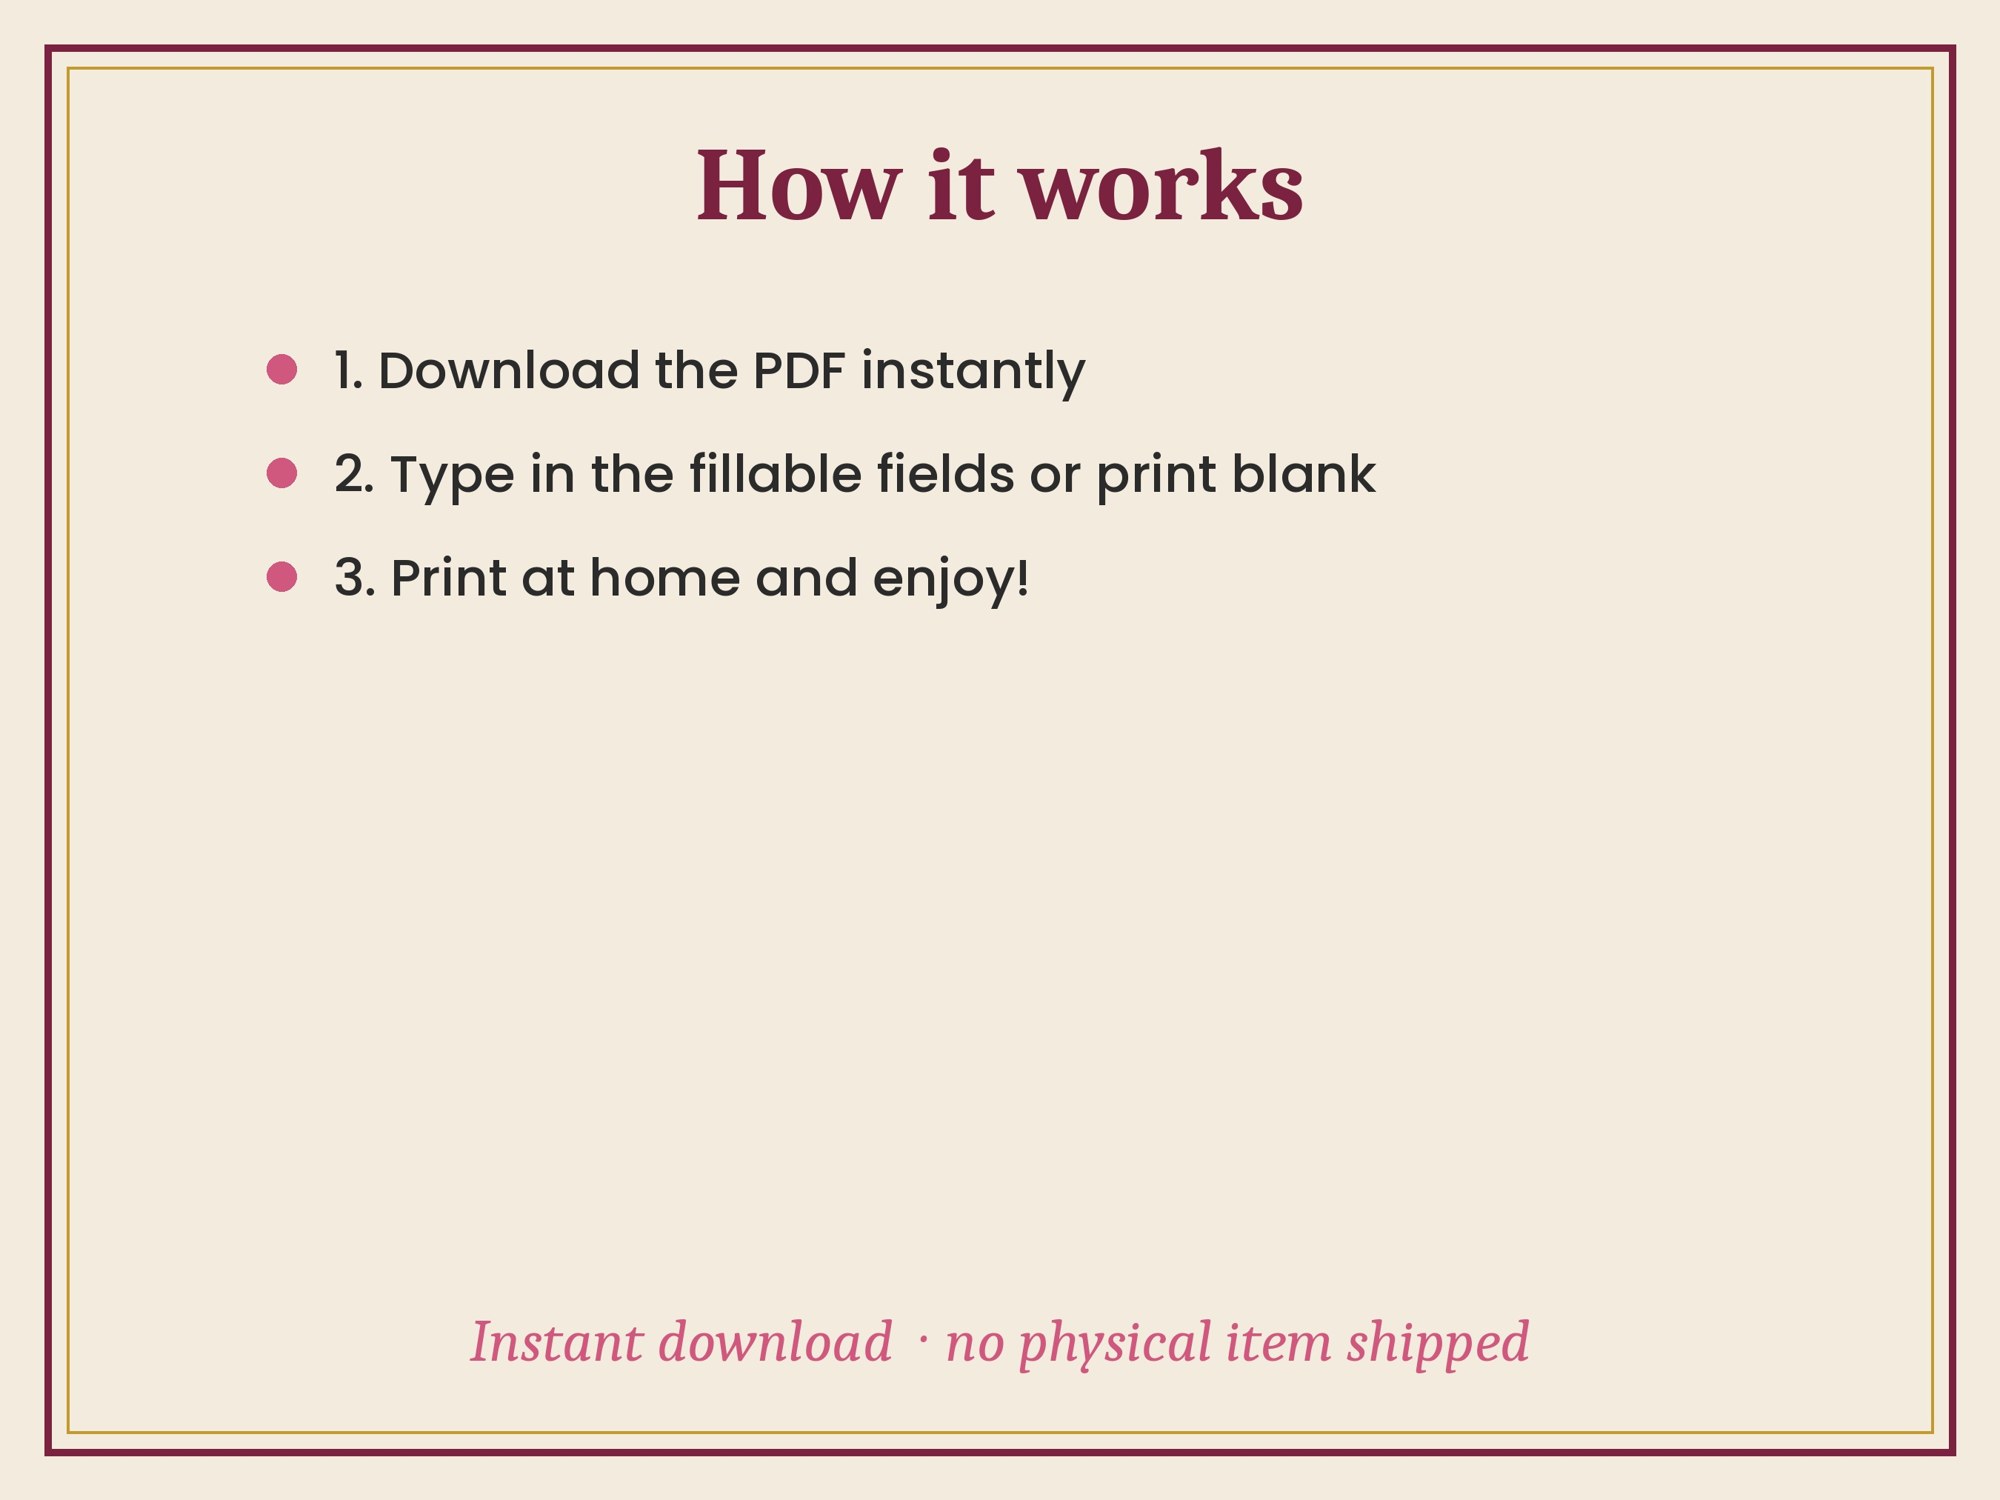 How it works
1. Download the PDF instantly
2. Type in the fillable fields or print blank
3. Print at home and enjoy!
Instant download · no physical item shipped